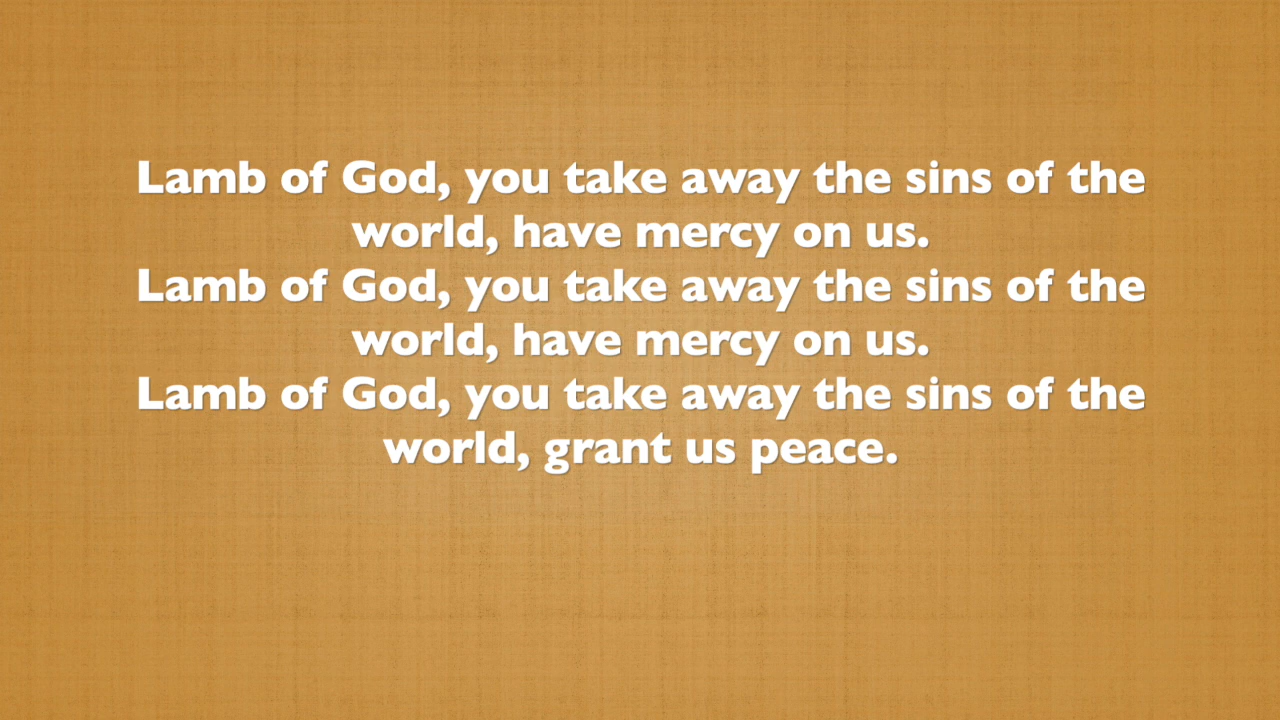 Lamb of God, you take away the sins of the
world, have mercy on us.
Lamb of God, you take away the sins of the
world, have mercy on us.
Lamb of God, you take away the sins of the
world, grant us peace.